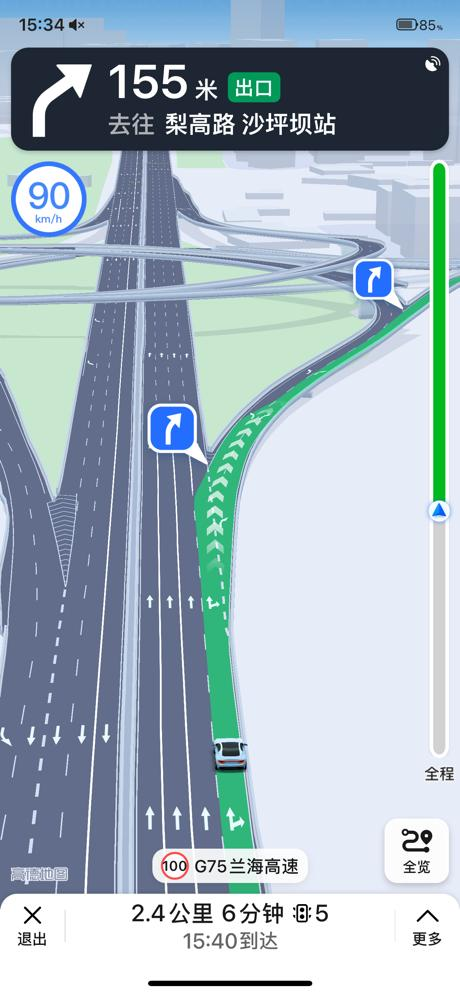 15:34
85%
155 米 出口
去往 梨高路 沙坪坝站
90
km/h
全程
全览
高德地图
100 G75兰海高速
2.4公里 6分钟 5
15:40到达
退出
更多